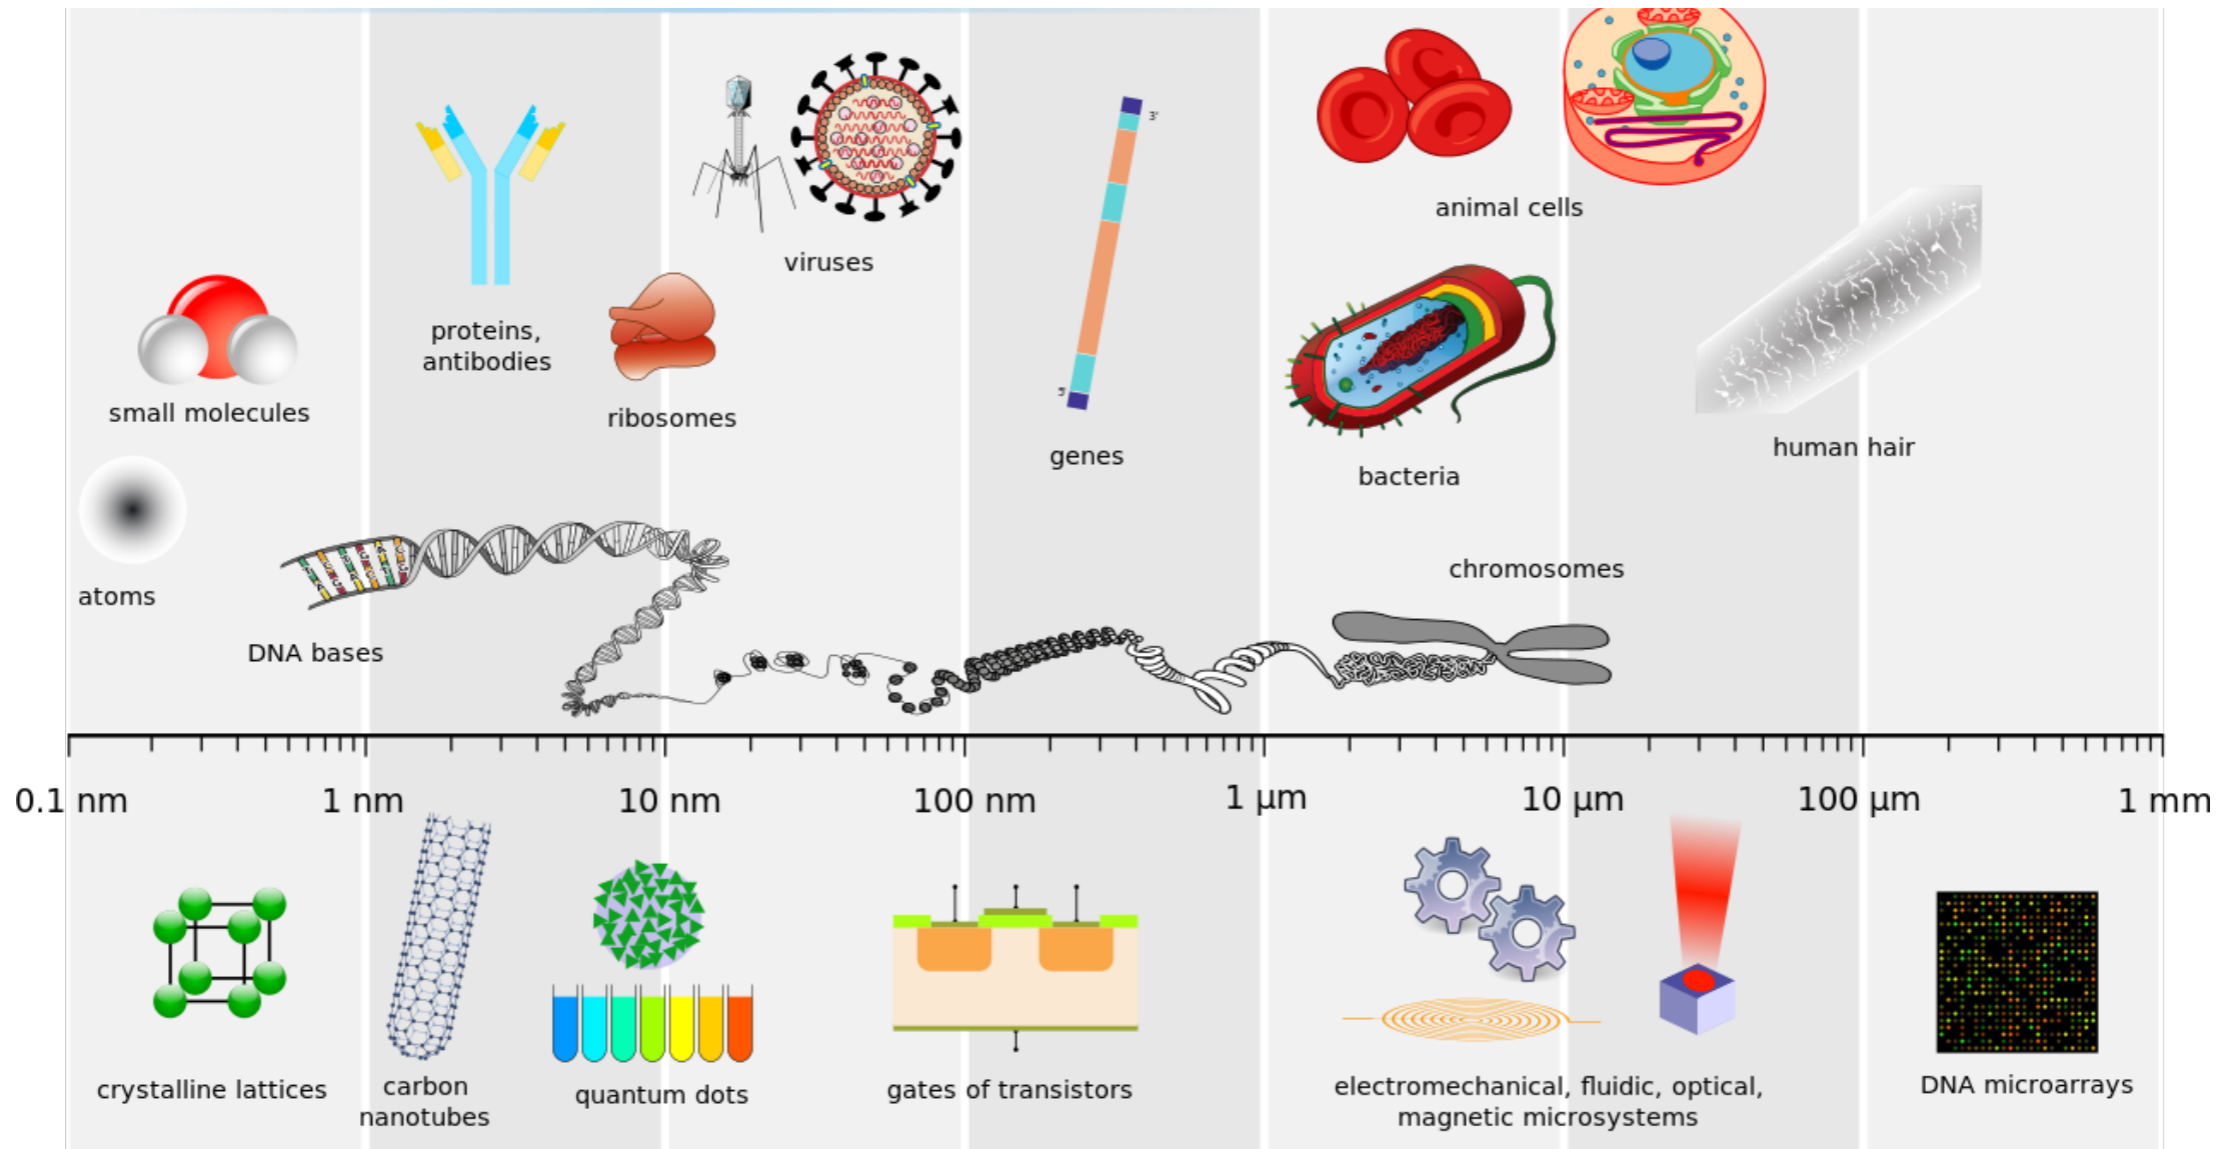 3'
animal cells
viruses
proteins,
antibodies
small molecules
ribosomes
5'
genes
human hair
bacteria
chromosomes
atoms
DNA bases
0.1 nm
1 nm
10 nm
100 nm
1 µm
10 µm
100 µm
1 mm
crystalline lattices
carbon
nanotubes
quantum dots
gates of transistors
electromechanical, fluidic, optical,
magnetic microsystems
DNA microarrays